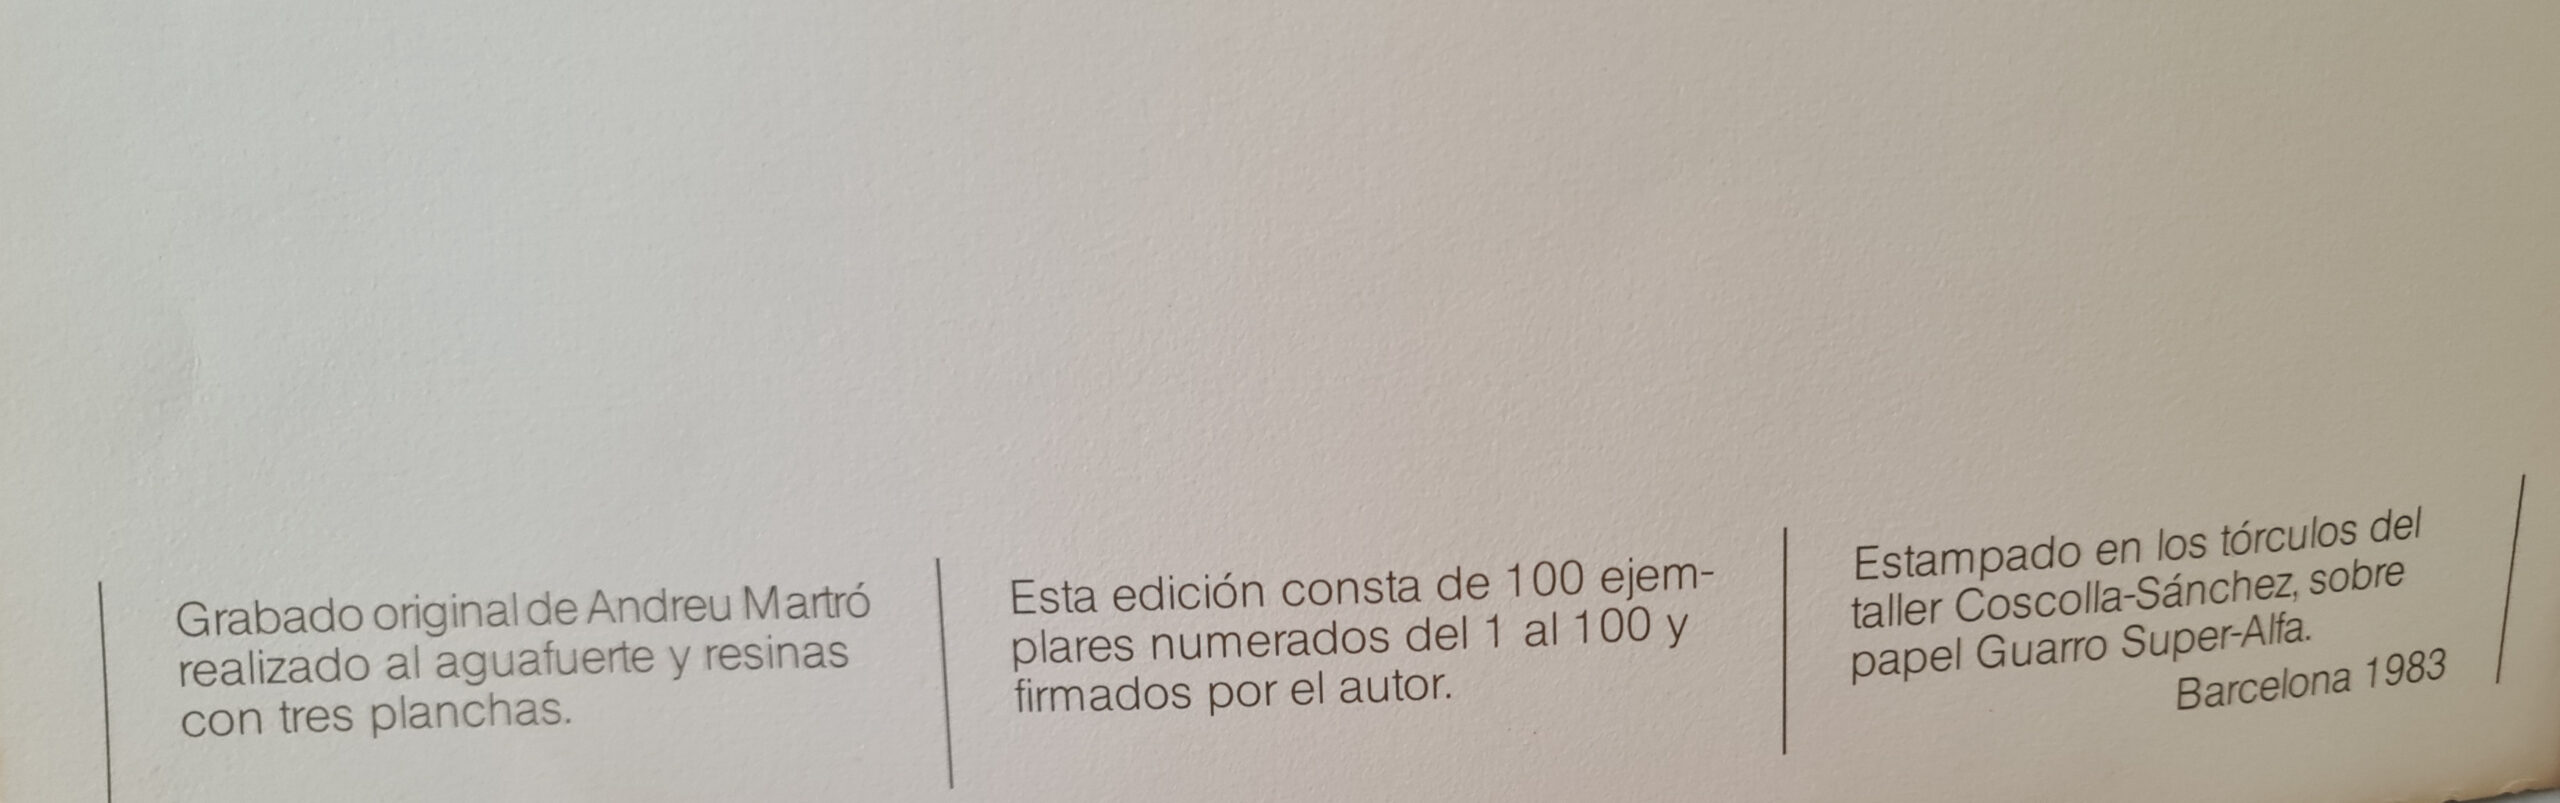 Grabado original de Andreu Martró
realizado al aguafuerte y resinas
con tres planchas.
Esta edición consta de 100 ejem-
plares numerados del 1 al 100 y
firmados por el autor.
Estampado en los tórculos del
taller Coscolla-Sánchez, sobre
papel Guarro Super-Alfa.
Barcelona 1983